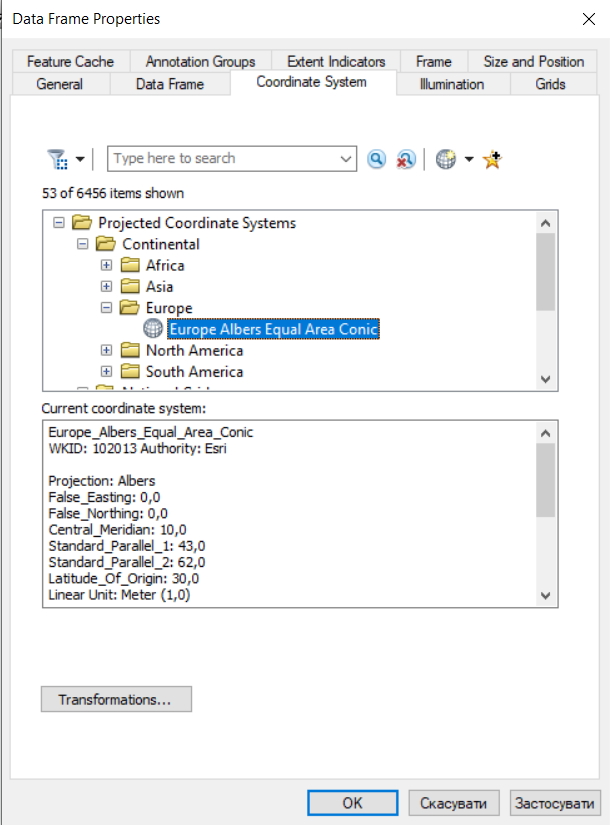 Data Frame Properties
Feature Cache Annotation Groups Extent Indicators Frame Size and Position
General Data Frame Coordinate System Illumination Grids
Type here to search
53 of 6456 items shown
Projected Coordinate Systems
Continental
Africa
Asia
Europe
Europe Albers Equal Area Conic
North America
South America
Current coordinate system:
Europe_Albers_Equal_Area_Conic
WKID: 102013 Authority: Esri
Projection: Albers
False_Easting: 0,0
False_Northing: 0,0
Central_Meridian: 10,0
Standard_Parallel_1: 43,0
Standard_Parallel_2: 62,0
Latitude_Of_Origin: 30,0
Linear Unit: Meter (1,0)
Transformations...
OK Скасувати Застосувати